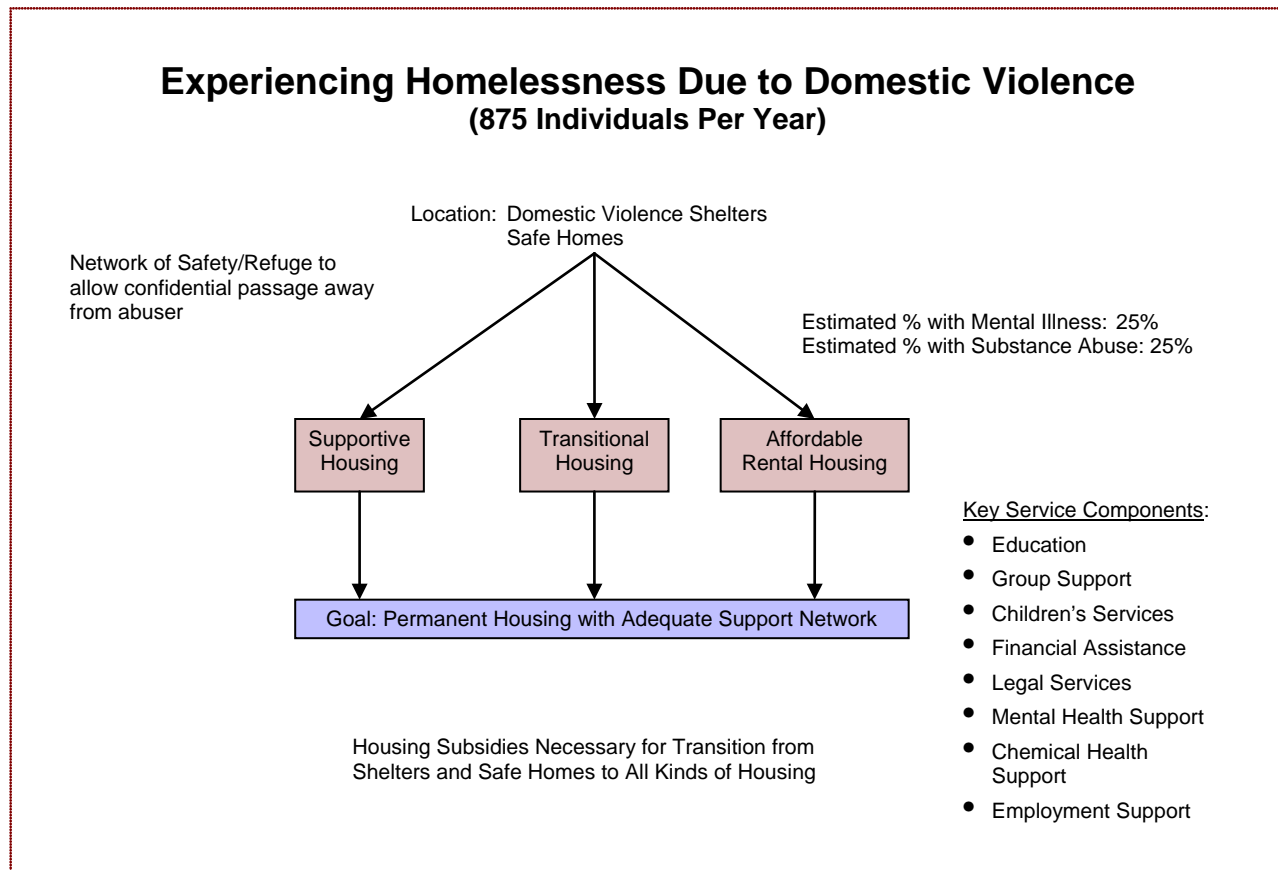 Experiencing Homelessness Due to Domestic Violence
(875 Individuals Per Year)
Location: Domestic Violence Shelters
Safe Homes
Network of Safety/Refuge to
allow confidential passage away
from abuser
Estimated % with Mental Illness: 25%
Estimated % with Substance Abuse: 25%
Supportive
Housing
Transitional
Housing
Affordable
Rental Housing
Goal: Permanent Housing with Adequate Support Network
Key Service Components:
• Education
• Group Support
• Children’s Services
• Financial Assistance
• Legal Services
• Mental Health Support
• Chemical Health
Support
• Employment Support
Housing Subsidies Necessary for Transition from
Shelters and Safe Homes to All Kinds of Housing